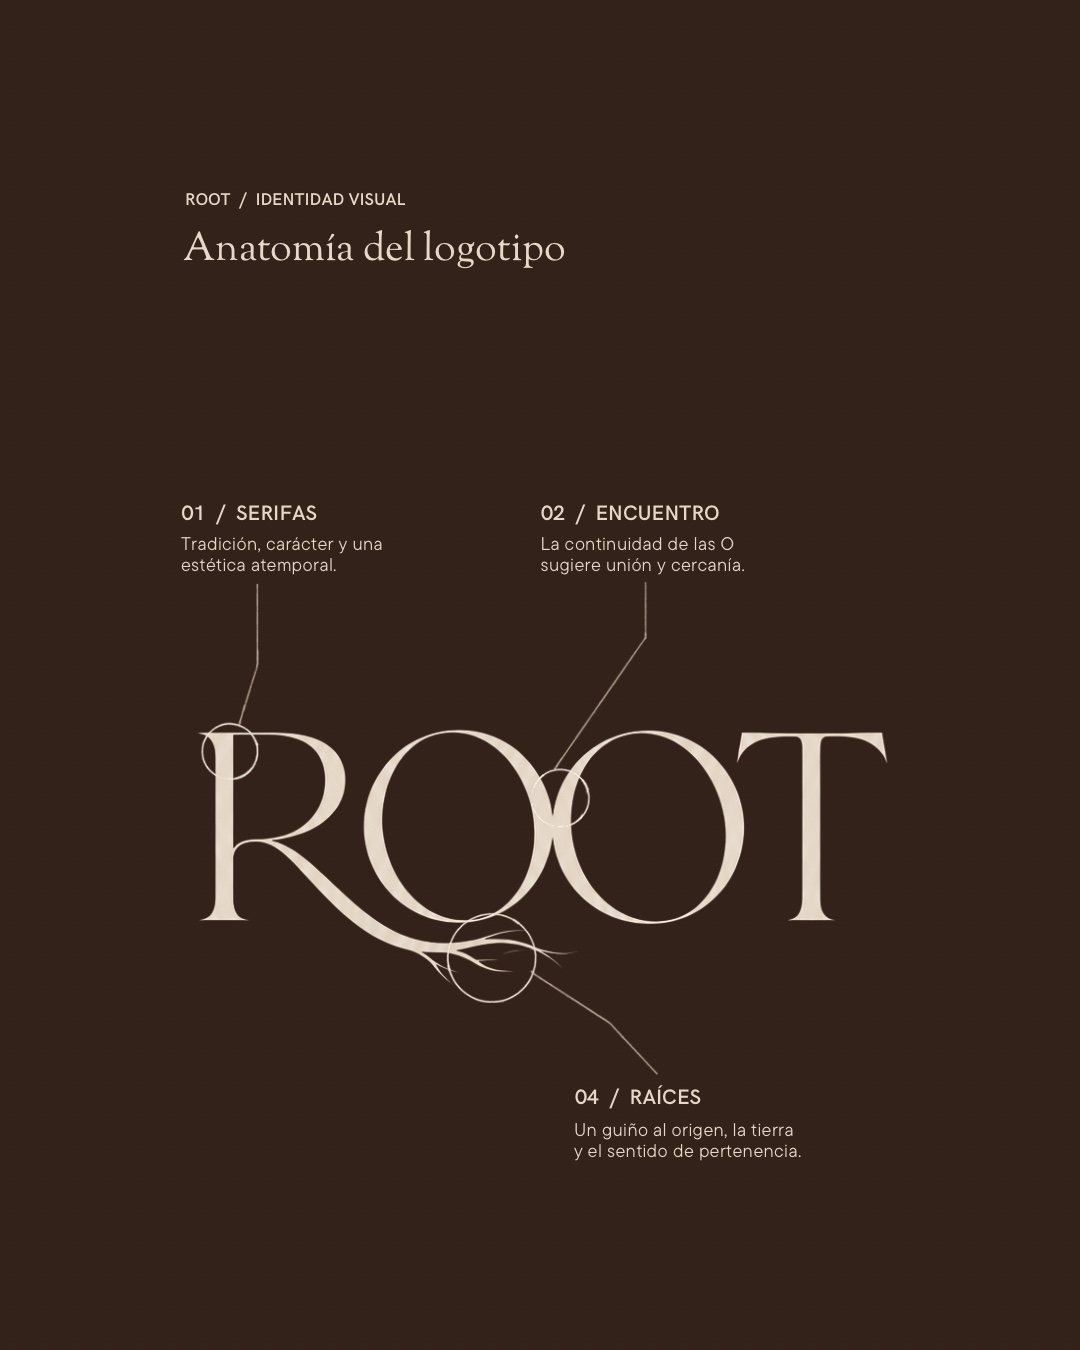 ROOT / IDENTIDAD VISUAL
Anatomía del logotipo
01 / SERIFAS
Tradición, carácter y una
estética atemporal.
02 / ENCUENTRO
La continuidad de las O
sugiere unión y cercanía.
ROOT
04 / RAÍCES
Un guiño al origen, la tierra
y el sentido de pertenencia.